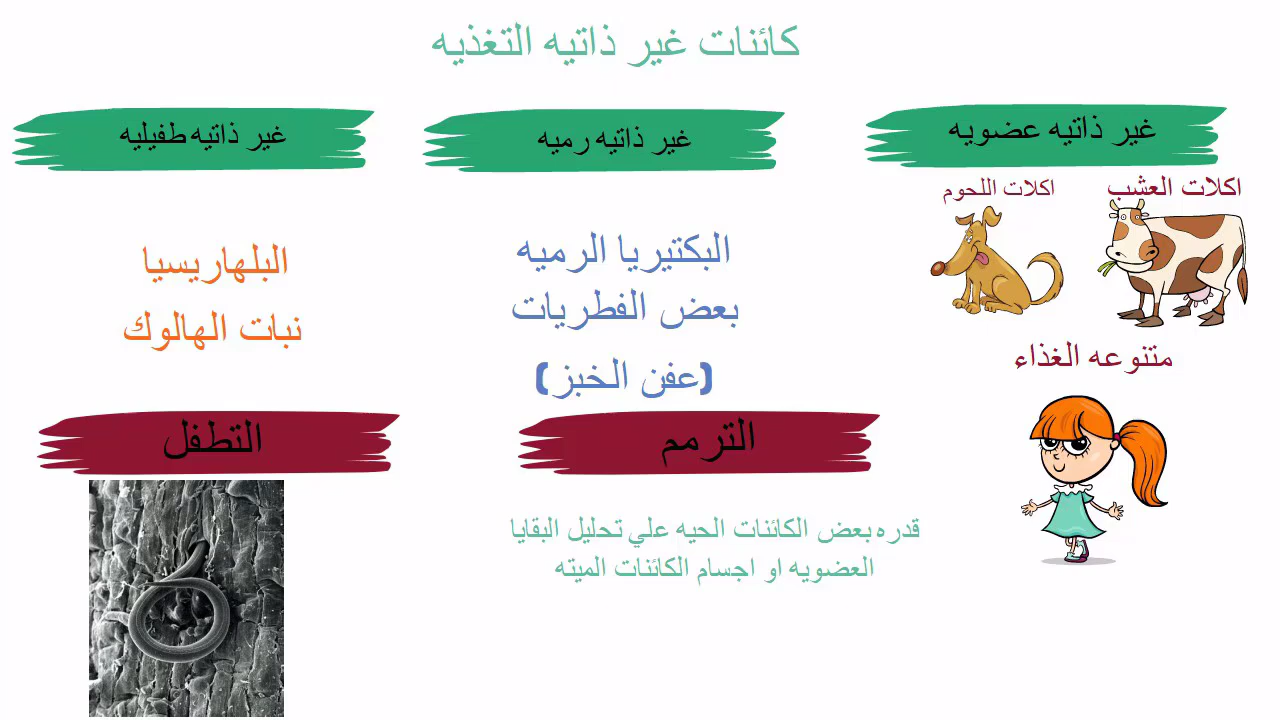 كائنات غير ذاتيه التغذيه
غير ذاتيه عضويه
غير ذاتيه رميه
غير ذاتيه طفيليه
اكلات العشب
اكلات اللحوم
متنوعه الغذاء
البكتيريا الرميه
بعض الفطريات
(عفن الخبز)
البلهاريسيا
نبات الهالوك
الترمم
قدره بعض الكائنات الحيه علي تحليل البقايا
العضويه او اجسام الكائنات الميته
التطفل